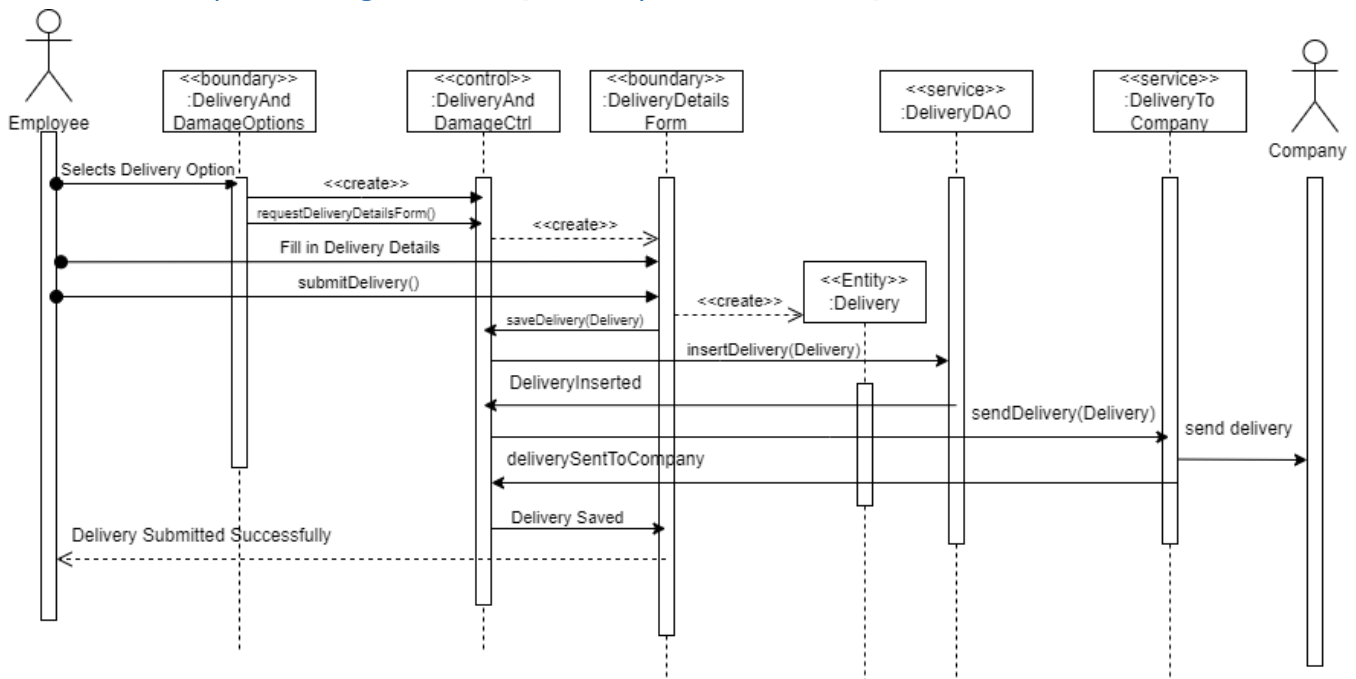 <<boundary>>
:DeliveryAnd
DamageOptions
<<control>>
:DeliveryAnd
DamageCtrl
<<boundary>>
:DeliveryDetails
Form
<<service>>
:DeliveryDAO
<<service>>
:DeliveryTo
Company
Employee
Company
Selects Delivery Option
<<create>>
requestDeliveryDetailsForm()
<<create>>
Fill in Delivery Details
submitDelivery()
<<Entity>>
:Delivery
<<create>>
saveDelivery(Delivery)
insertDelivery(Delivery)
DeliveryInserted
sendDelivery(Delivery)
send delivery
deliverySentToCompany
Delivery Saved
Delivery Submitted Successfully